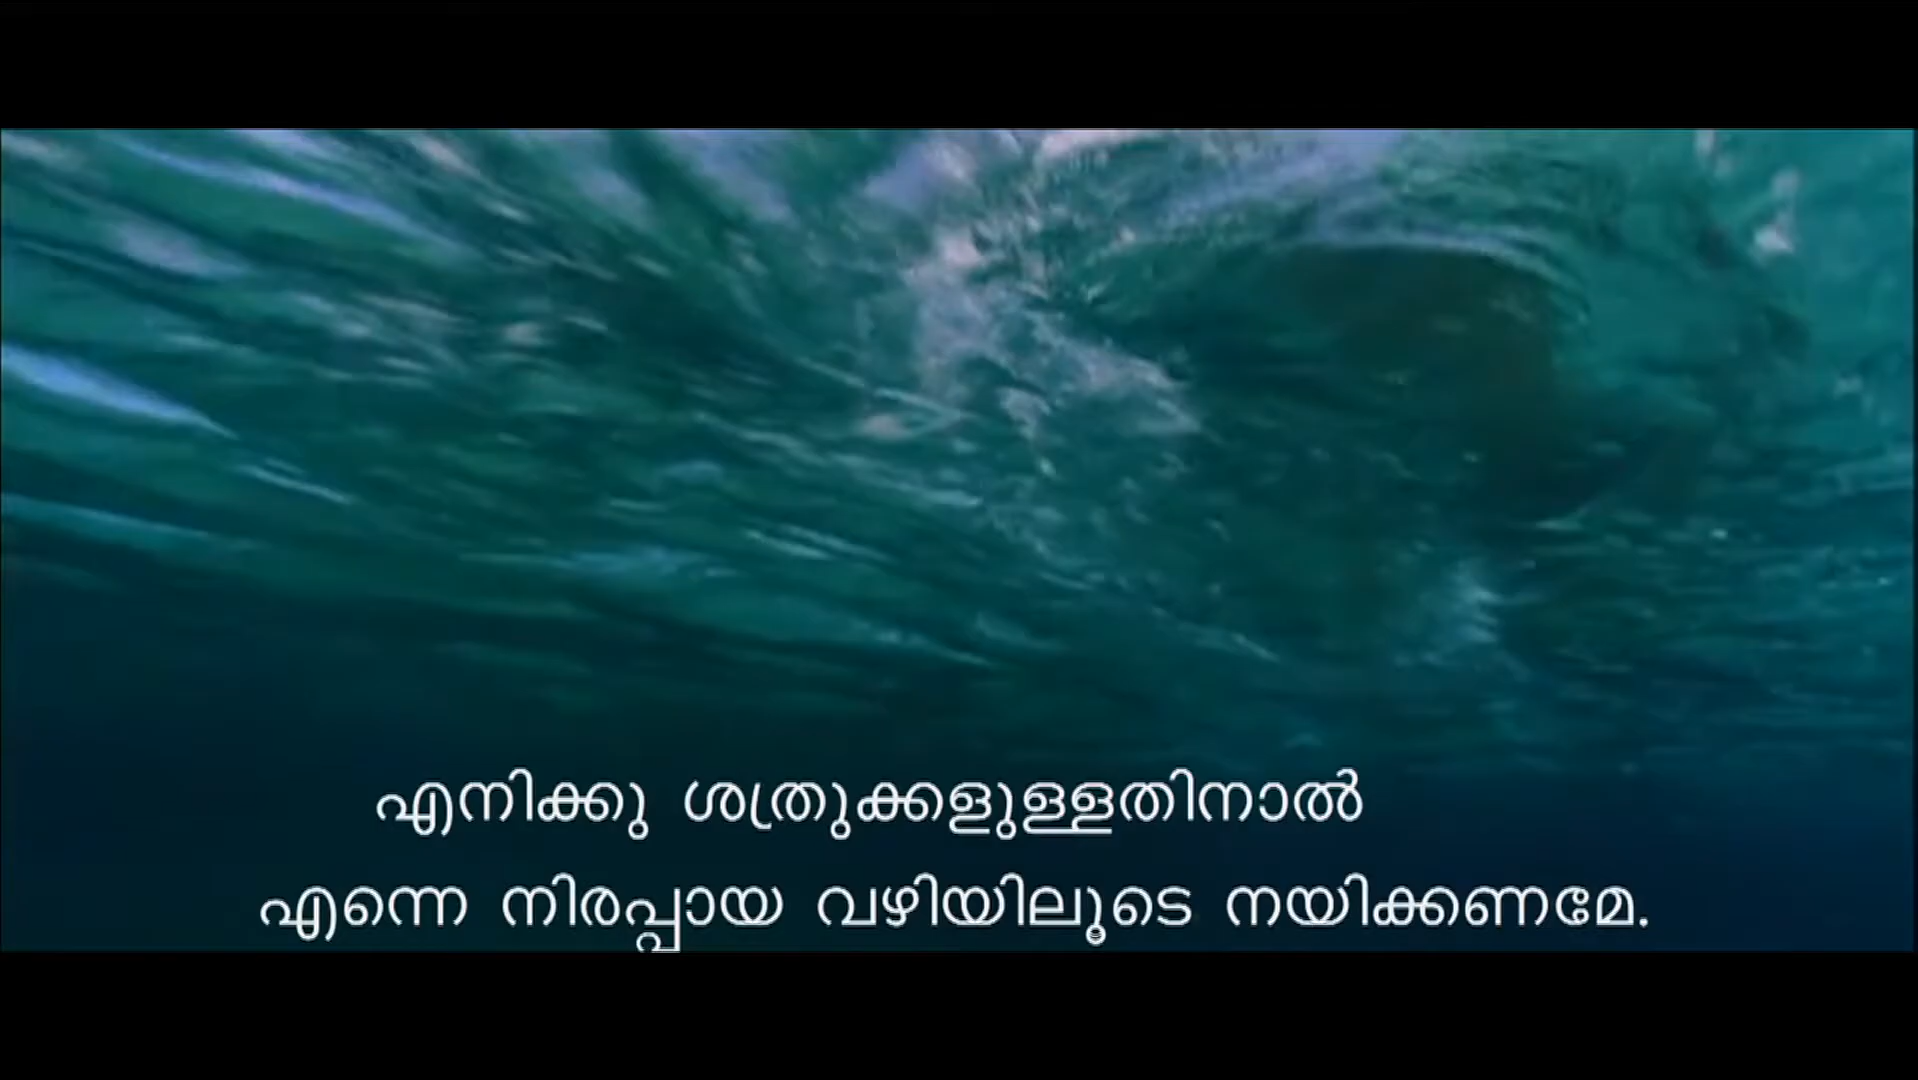 എനിക്കു ശത്രുക്കളുള്ളതിനാൽ
എന്നെ നിരപ്പായ വഴിയിലൂടെ നയിക്കണമേ.